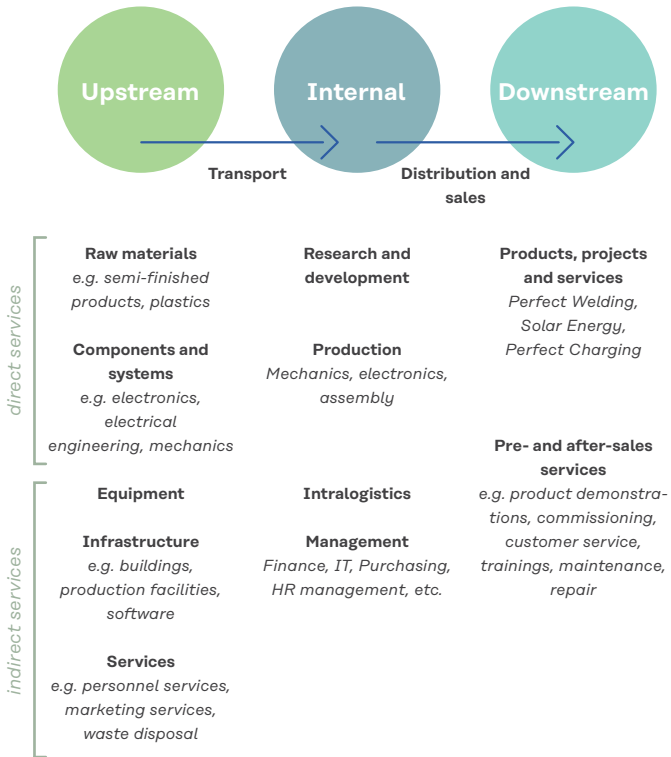 Upstream
Internal
Downstream
Transport
Distribution and
sales
direct services
Raw materials
e.g. semi-finished
products, plastics
Components and
systems
e.g. electronics,
electrical
engineering, mechanics
Research and
development
Production
Mechanics, electronics,
assembly
Products, projects
and services
Perfect Welding,
Solar Energy,
Perfect Charging
Pre- and after-sales
services
e.g. product demonstra-
tions, commissioning,
customer service,
trainings, maintenance,
repair
indirect services
Equipment
Infrastructure
e.g. buildings,
production facilities,
software
Services
e.g. personnel services,
marketing services,
waste disposal
Intralogistics
Management
Finance, IT, Purchasing,
HR management, etc.